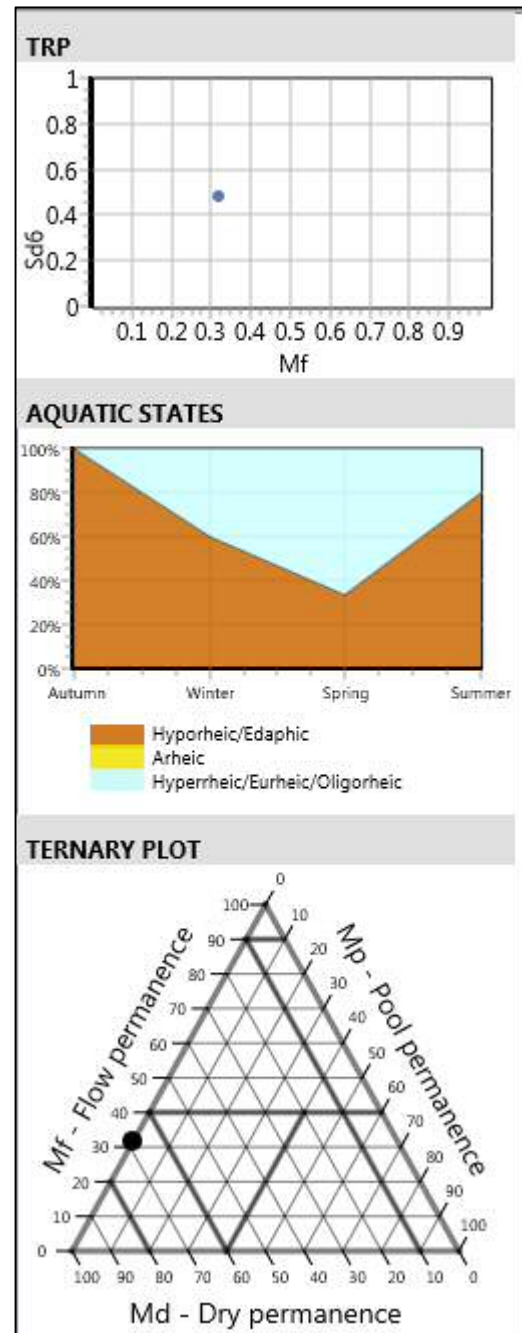 TRP
1
0.8
0.6
0.4
0.2
0
Sd6
0.1 0.2 0.3 0.4 0.5 0.6 0.7 0.8 0.9
Mf
AQUATIC STATES
100%
80%
60%
40%
20%
0%
Autumn Winter Spring Summer
Hyporheic/Edaphic
Arheic
Hyperrheic/Eurheic/Oligorheic
TERNARY PLOT
Mf - Flow permanence
100
90
80
70
60
50
40
30
20
10
0
Mp - Pool permanence
0
10
20
30
40
50
60
70
80
90
100
100 90 80 70 60 50 40 30 20 10 0
Md - Dry permanence